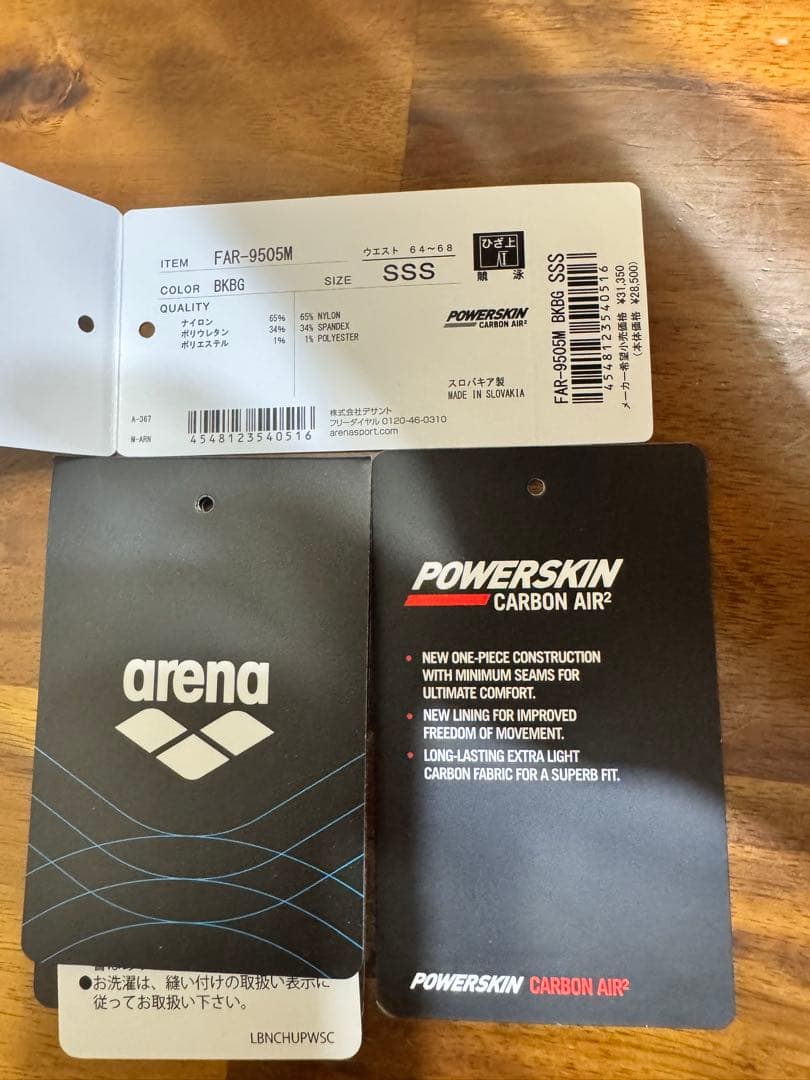 ITEM FAR-9505M
ウエスト 64～68
COLOR BKBG
SIZE SSS
QUALITY
ナイロン 65% 65% NYLON
ポリウレタン 34% 34% SPANDEX
ポリエステル 1% 1% POLYESTER
ひざ上
AT
競泳
POWERSKIN
CARBON AIR²
スロバキア製
MADE IN SLOVAKIA
A-367
M-ARN
4548123540516
株式会社デサント
フリーダイヤル 0120-46-0310
arenasport.com
FAR-9505M BKBG SSS
4548123540516
メーカー希望小売価格 ¥31,350
(本体価格 ¥28,500)
arena
POWERSKIN
CARBON AIR²
• NEW ONE-PIECE CONSTRUCTION
WITH MINIMUM SEAMS FOR
ULTIMATE COMFORT.
• NEW LINING FOR IMPROVED
FREEDOM OF MOVEMENT.
• LONG-LASTING EXTRA LIGHT
CARBON FABRIC FOR A SUPERB FIT.
POWERSKIN CARBON AIR²
●お洗濯は、縫い付けの取扱い表示に
従ってお取扱い下さい。
LBNCHUPWSC